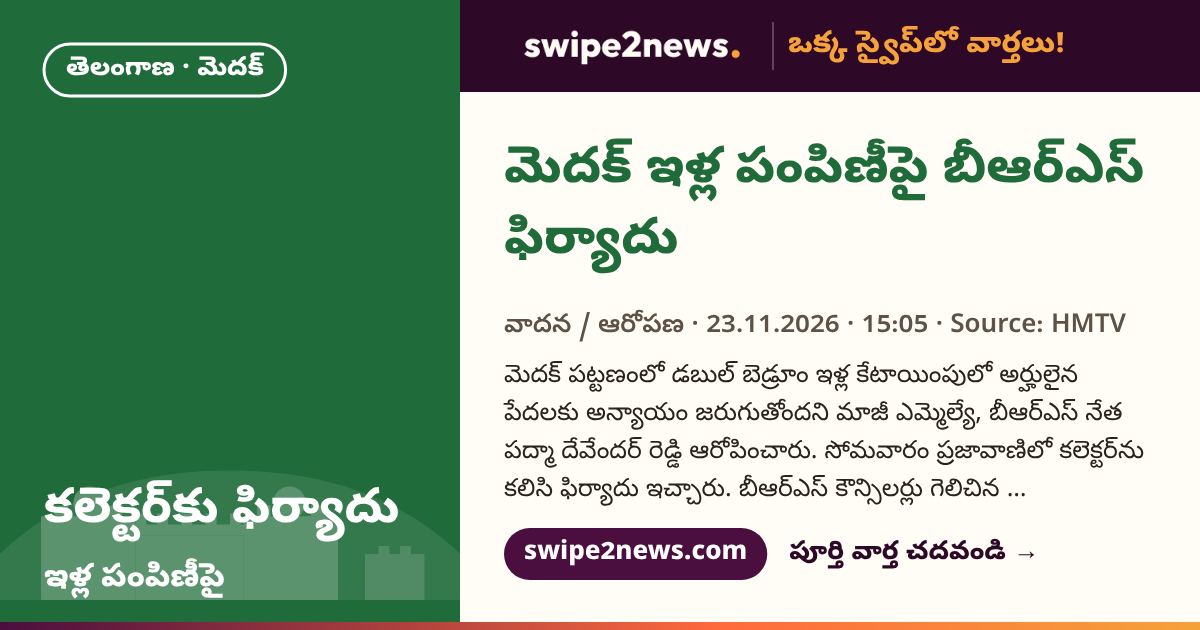 తెలంగాణ · మెదక్
swipe2news.
ఒక్క స్వైప్‌లో వార్తలు!
మెదక్ ఇళ్ల పంపిణీపై బీఆర్ఎస్
ఫిర్యాదు
వాదన / ఆరోపణ · 23.11.2026 · 15:05 · Source: HMTV
మెదక్ పట్టణంలో డబుల్ బెడ్రూం ఇళ్ల కేటాయింపులో అర్హులైన
పేదలకు అన్యాయం జరుగుతోందని మాజీ ఎమ్మెల్యే, బీఆర్ఎస్ నేత
పద్మా దేవేందర్ రెడ్డి ఆరోపించారు. సోమవారం ప్రజావాణిలో కలెక్టర్‌ను
కలిసి ఫిర్యాదు ఇచ్చారు. బీఆర్ఎస్ కౌన్సిలర్లు గెలిచిన ...
కలెక్టర్‌కు ఫిర్యాదు
ఇళ్ల పంపిణీపై
swipe2news.com
పూర్తి వార్త చదవండి →